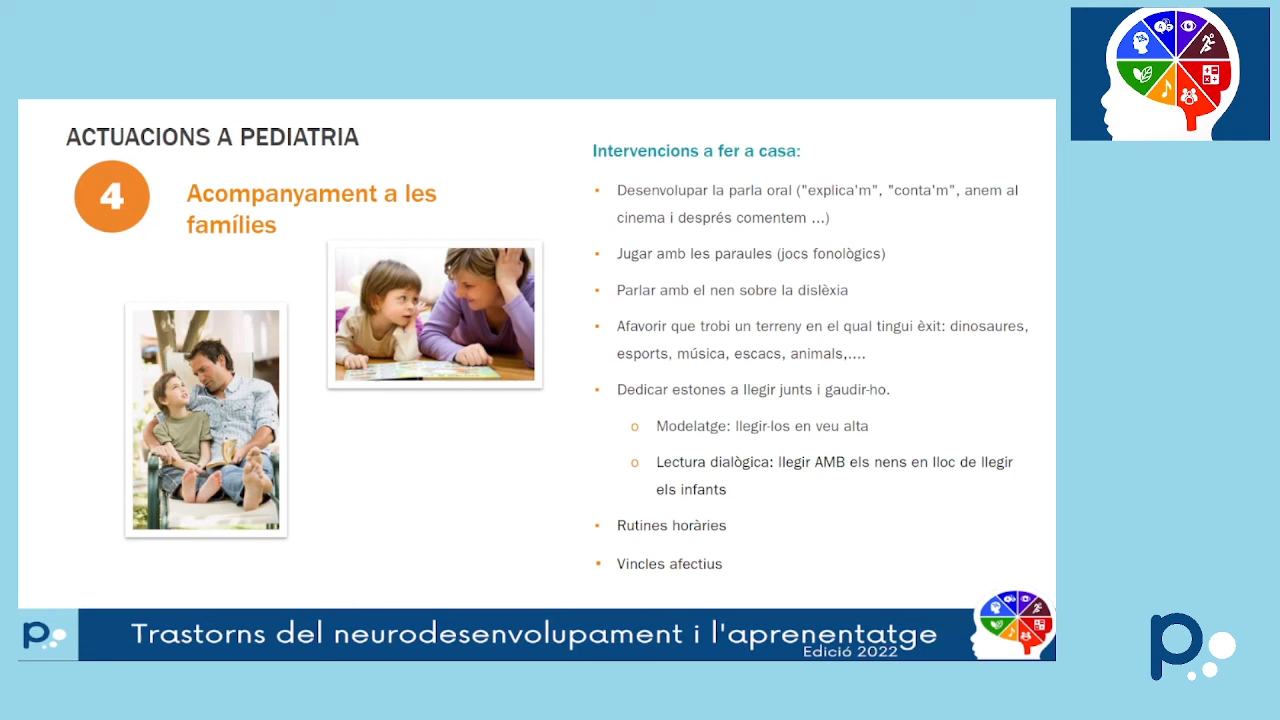 ACTUACIONS A PEDIATRIA
4
Acompanyament a les
famílies
Intervencions a fer a casa:
▪ Desenvolupar la parla oral ("explica'm", "conta'm", anem al
cinema i després comentem ...)
▪ Jugar amb les paraules (jocs fonològics)
▪ Parlar amb el nen sobre la dislèxia
▪ Afavorir que trobi un terreny en el qual tingui èxit: dinosaures,
esports, música, escacs, animals,....
▪ Dedicar estones a llegir junts i gaudir-ho.
o Modelatge: llegir-los en veu alta
o Lectura dialògica: llegir AMB els nens en lloc de llegir
els infants
▪ Rutines horàries
▪ Vincles afectius
p
Trastorns del neurodesenvolupament i l'aprenentatge
Edició 2022
p